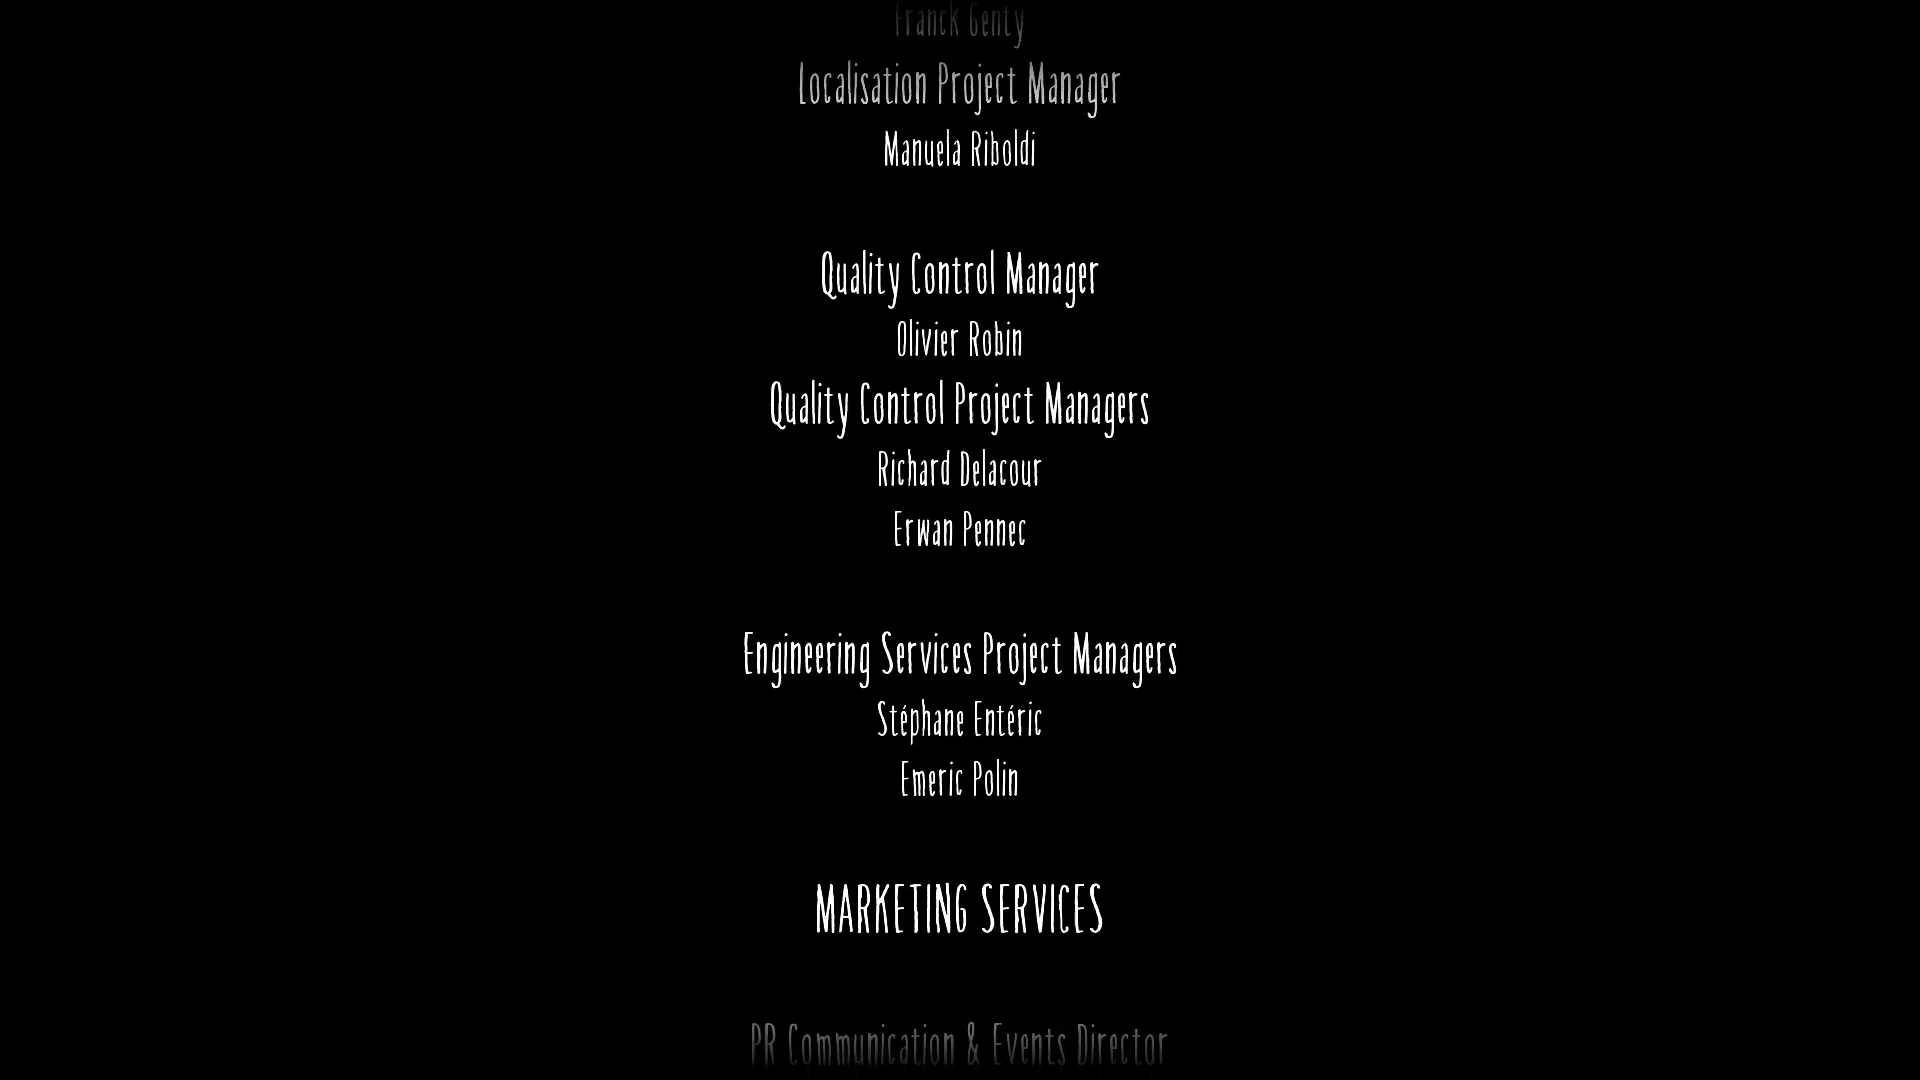 Franck Genty
Localisation Project Manager
Manuela Riboldi
Quality Control Manager
Olivier Robin
Quality Control Project Managers
Richard Delacour
Erwan Pennec
Engineering Services Project Managers
Stéphane Entéric
Emeric Polin
MARKETING SERVICES
PR Communication & Events Director